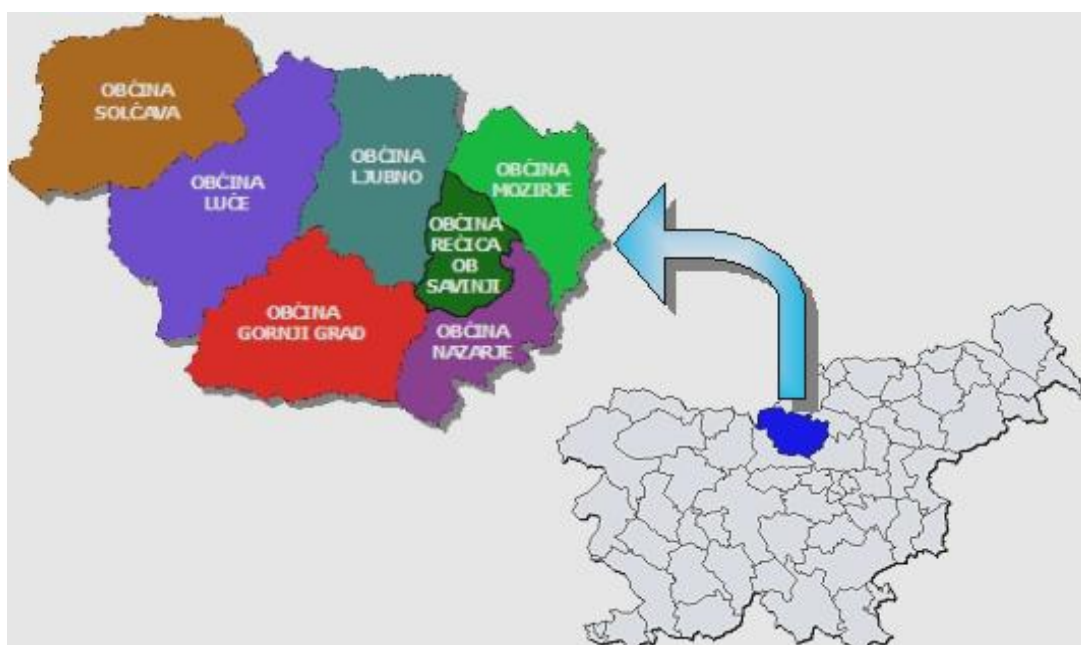 OBČINA
SOLČAVA
OBČINA
LUČE
OBČINA
LJUBNO
OBČINA
MOZIRJE
OBČINA
REČICA
OB
SAVINJI
OBČINA
GORNJI GRAD
OBČINA
NAZARJE